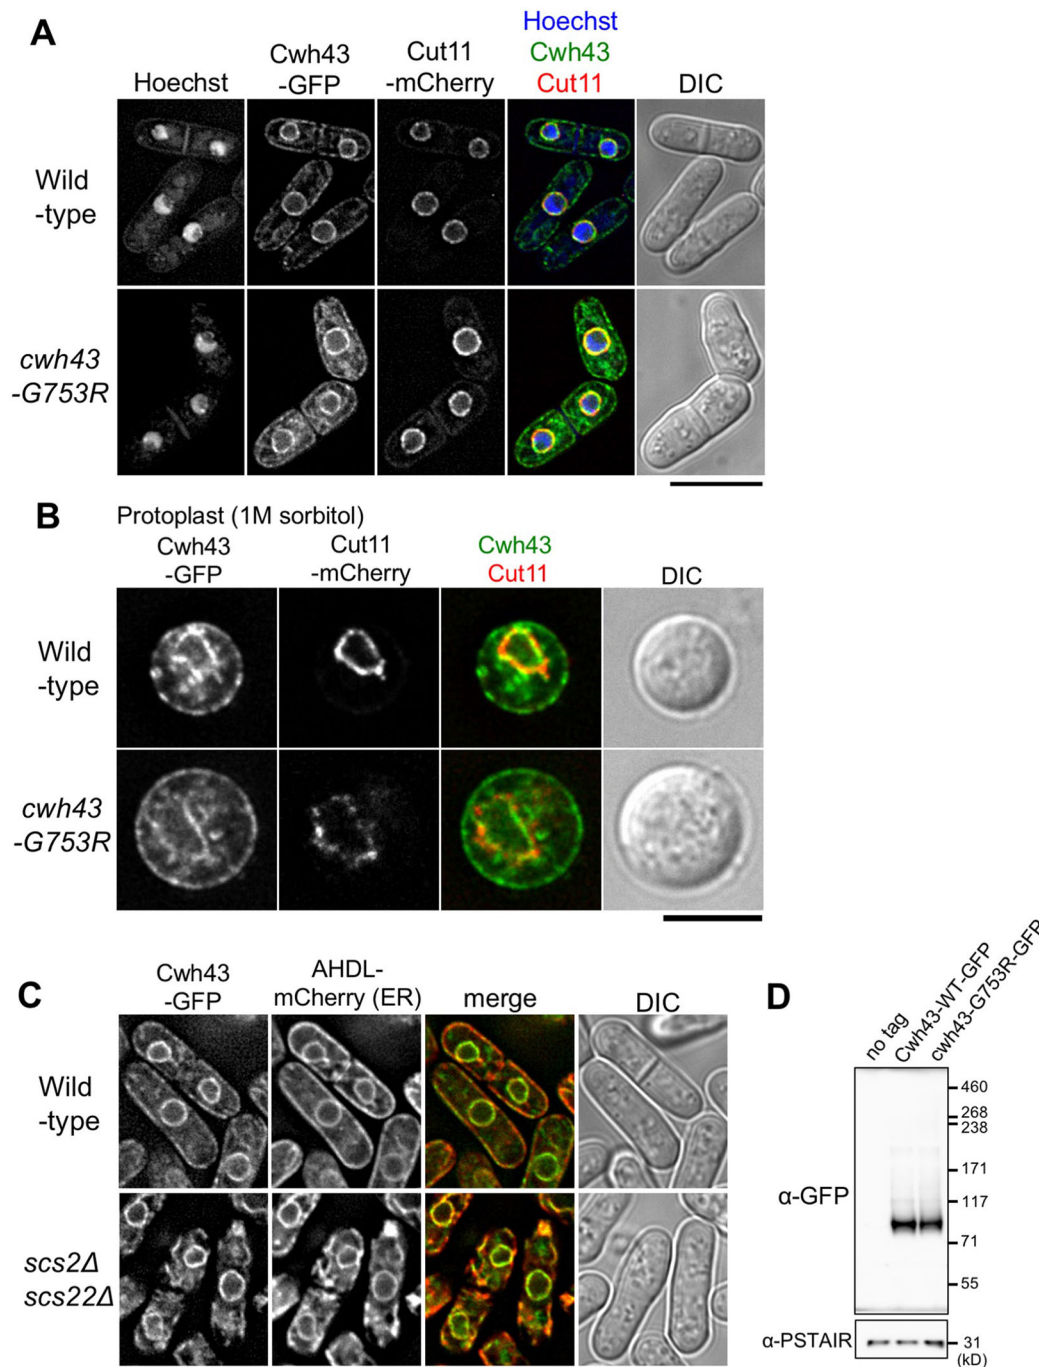 A
Hoechst
Cwh43
-GFP
Cut11
-mCherry
Hoechst
Cwh43
Cut11
DIC
Wild
-type
cwh43
-G753R
B
Protoplast (1M sorbitol)
Cwh43
-GFP
Cut11
-mCherry
Cwh43
Cut11
DIC
Wild
-type
cwh43
-G753R
C
Cwh43
-GFP
AHDL-
mCherry (ER)
merge
DIC
Wild
-type
scs2Δ
scs22Δ
D
no tag
Cwh43-WT-GFP
cwh43-G753R-GFP
α-GFP
460
268
238
171
117
71
55
α-PSTAIR
31
(kD)